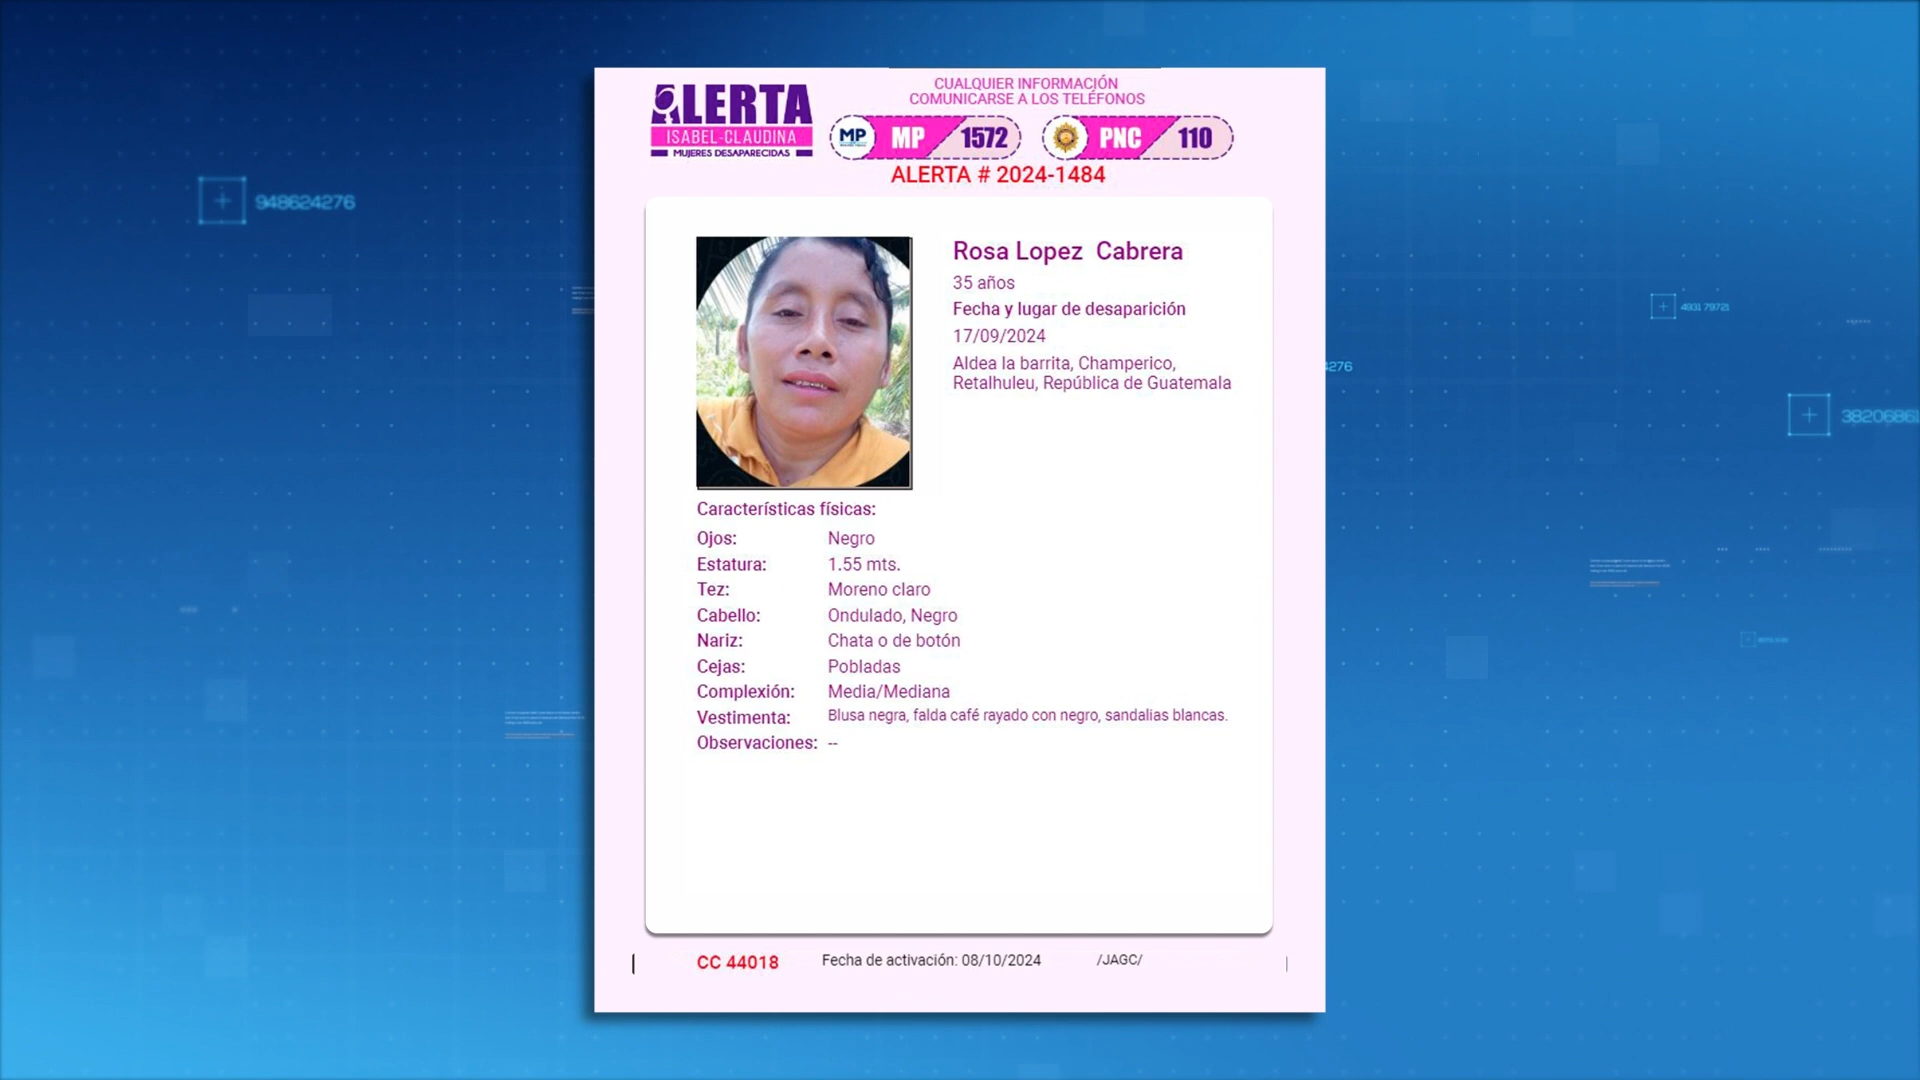 ALERTA
ISABEL-CLAUDINA
MUJERES DESAPARECIDAS
CUALQUIER INFORMACIÓN
COMUNICARSE A LOS TELÉFONOS
MP MP 1572
PNC 110
ALERTA # 2024-1484
Rosa Lopez Cabrera
35 años
Fecha y lugar de desaparición
17/09/2024
Aldea la barrita, Champerico,
Retalhuleu, República de Guatemala
Características físicas:
Ojos: Negro
Estatura: 1.55 mts.
Tez: Moreno claro
Cabello: Ondulado, Negro
Nariz: Chata o de botón
Cejas: Pobladas
Complexión: Media/Mediana
Vestimenta: Blusa negra, falda café rayado con negro, sandalias blancas.
Observaciones: --
CC 44018 Fecha de activación: 08/10/2024 /JAGC/
948624276
4931 79721
4276
38206861